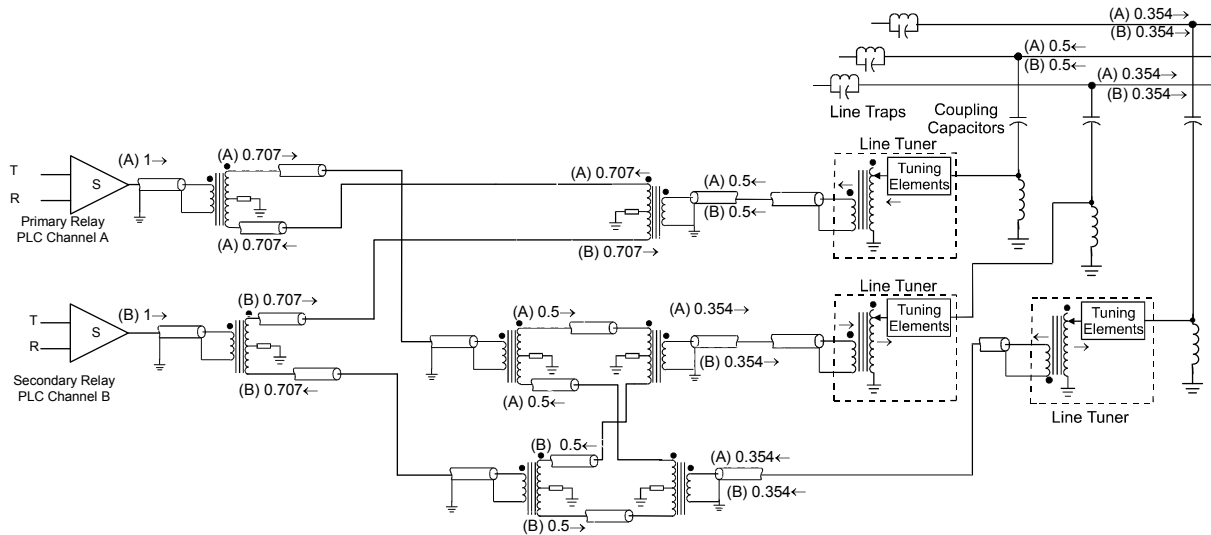 (A) 0.354→
(B) 0.354→
(A) 0.5←
(B) 0.5←
(A) 0.354→
(B) 0.354→
Line Traps
Coupling
Capacitors
T
R
S
Primary Relay
PLC Channel A
(A) 1→
(A) 0.707→
(A) 0.707←
(A) 0.707←
(B) 0.707→
(A) 0.5←
(B) 0.5←
Line Tuner
Tuning
Elements
T
R
S
Secondary Relay
PLC Channel B
(B) 1→
(B) 0.707→
(B) 0.707←
(A) 0.5→
(A) 0.5←
(A) 0.354→
(B) 0.354→
Line Tuner
Tuning
Elements
Tuning
Elements
Line Tuner
(B) 0.5←
(B) 0.5→
(A) 0.354←
(B) 0.354←